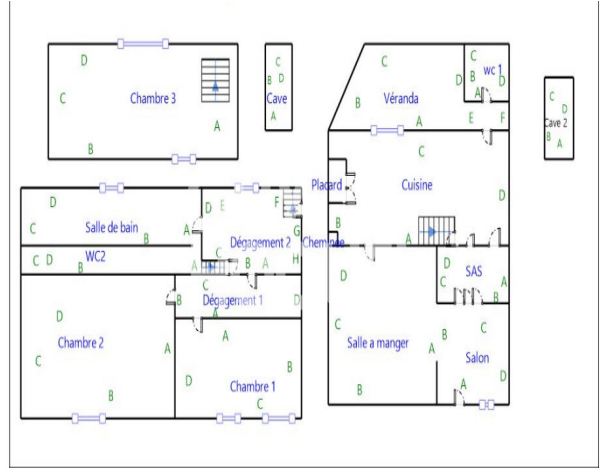 D
C
B
Chambre 3
A
C
B D
Cave
A
C
B
Véranda
A
D
C
B
wc 1
D
A
E F
C
D
Cave 2
B A
Placard
C
Cuisine
D
B
A
Cheminée
D
C
Salle de bain
B
A
D E F
G
Dégagement 2
H
C
B A
C D
WC2
B
A
C
B
Dégagement 1
A
D
D
C
Chambre 2
A
B
A
D
B
Chambre 1
C
D
C
Salle a manger
A
B
D
SAS
C
A
B
B C
Salon
D
A